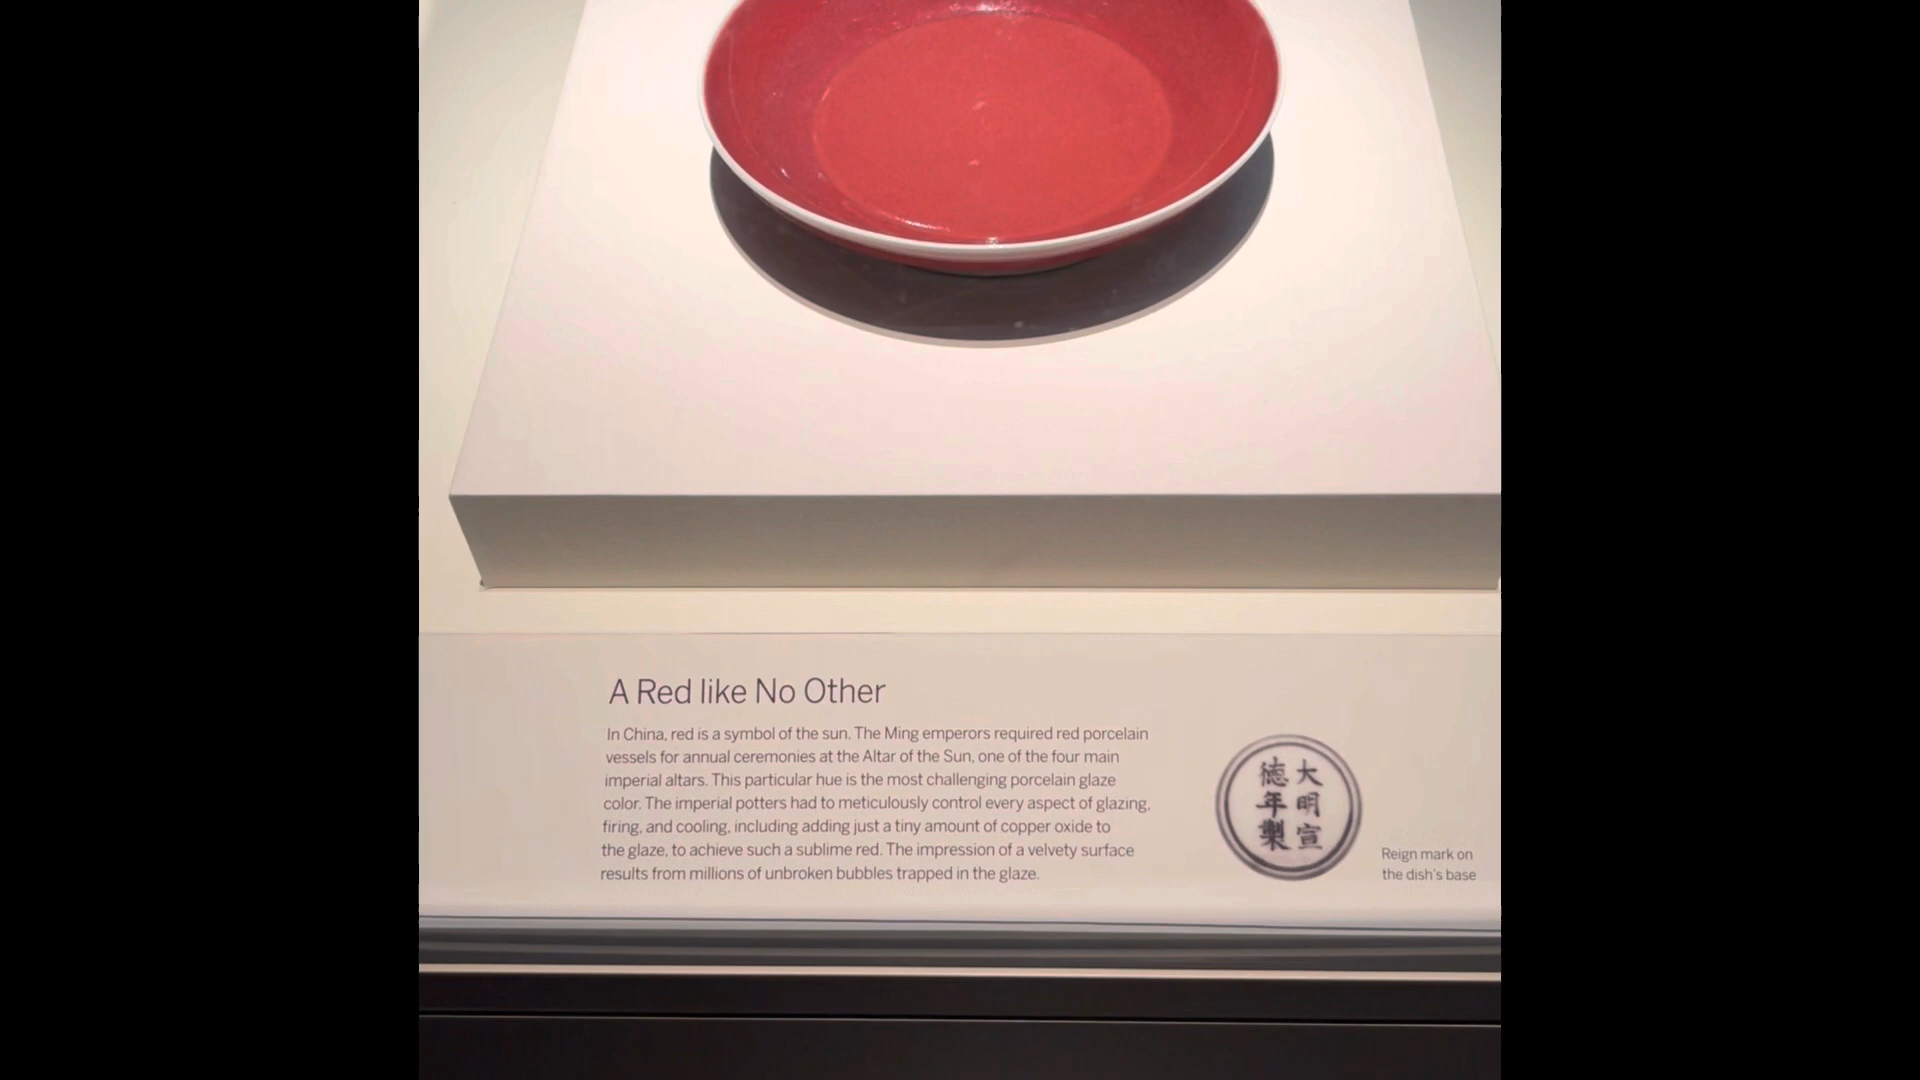 A Red like No Other
In China, red is a symbol of the sun. The Ming emperors required red porcelain
vessels for annual ceremonies at the Altar of the Sun, one of the four main
imperial altars. This particular hue is the most challenging porcelain glaze
color. The imperial potters had to meticulously control every aspect of glazing,
firing, and cooling, including adding just a tiny amount of copper oxide to
the glaze, to achieve such a sublime red. The impression of a velvety surface
results from millions of unbroken bubbles trapped in the glaze.
大明宣
德年製
Reign mark on
the dish's base